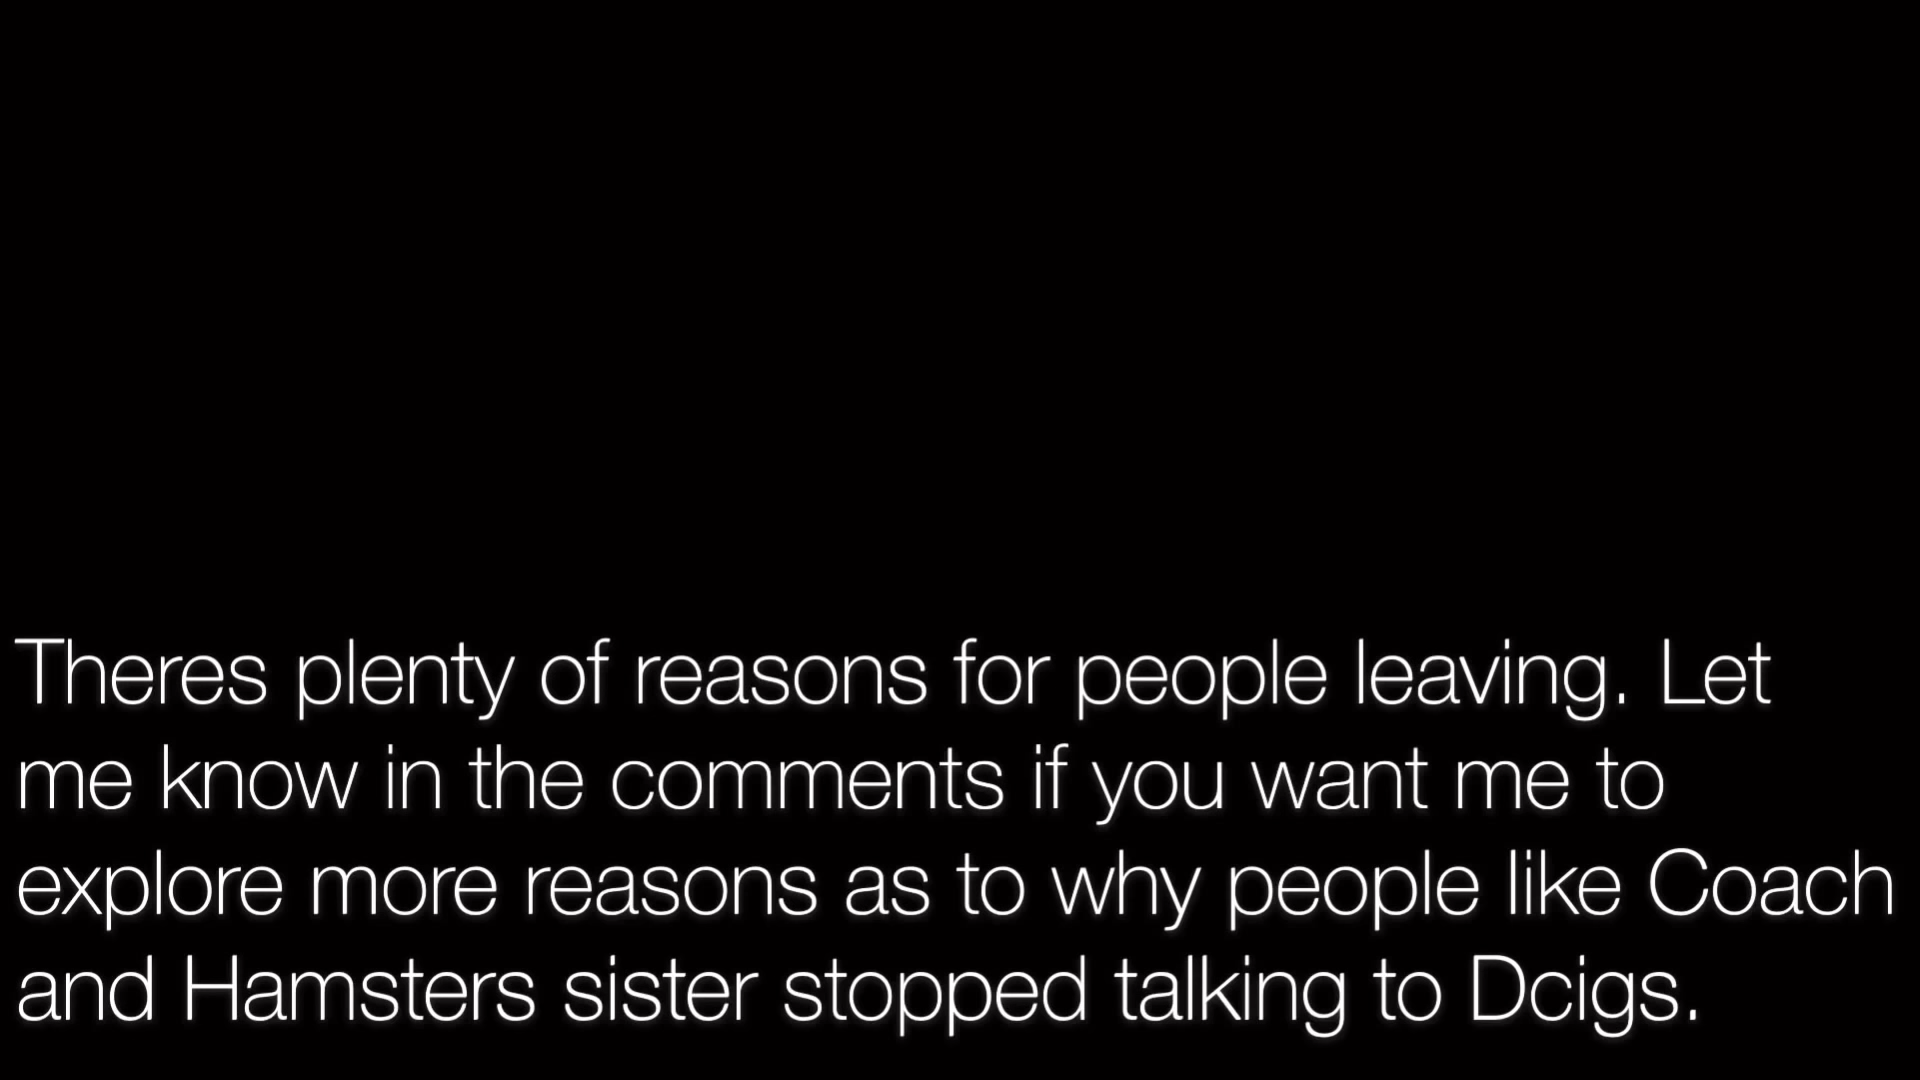 Theres plenty of reasons for people leaving. Let
me know in the comments if you want me to
explore more reasons as to why people like Coach
and Hamsters sister stopped talking to Dcigs.